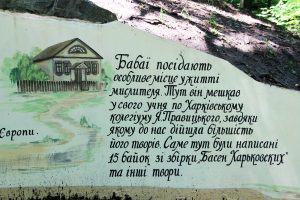 Бабаї посідають
особливе місце у житті
мислителя. Тут він мешкав
у свого учня по Харківському
колегіуму Я. Правицького, завдяки
якому до нас дійшла більшість
його творів. Саме тут були написані
15 байок зі збірки „Басен Харьковских"
та інші твори.
Європи.